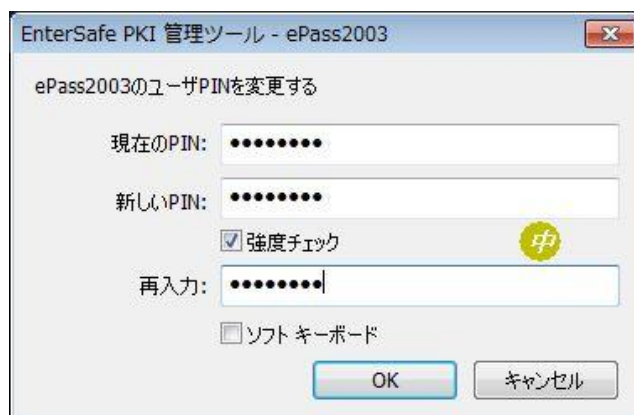 EnterSafe PKI 管理ツール - ePass2003
ePass2003のユーザPINを変更する
現在のPIN: ●●●●●●●●
新しいPIN: ●●●●●●●●
強度チェック 中
再入力: ●●●●●●●●
ソフト キーボード
OK キャンセル